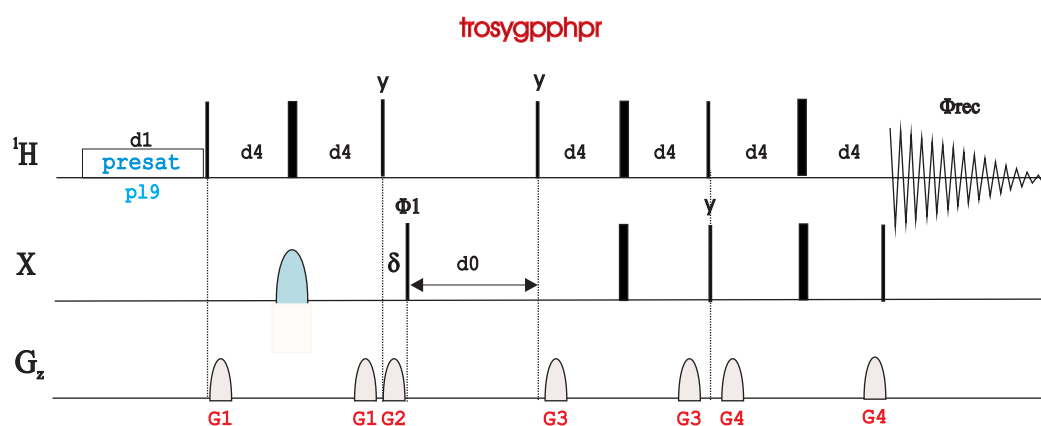 trosygpphpr
y y
Φrec
¹H d1 d4 d4 d4 d4 d4 d4
presat
pl9
Φ1 y
X δ d0
Gz
G1 G1 G2 G3 G3 G4 G4